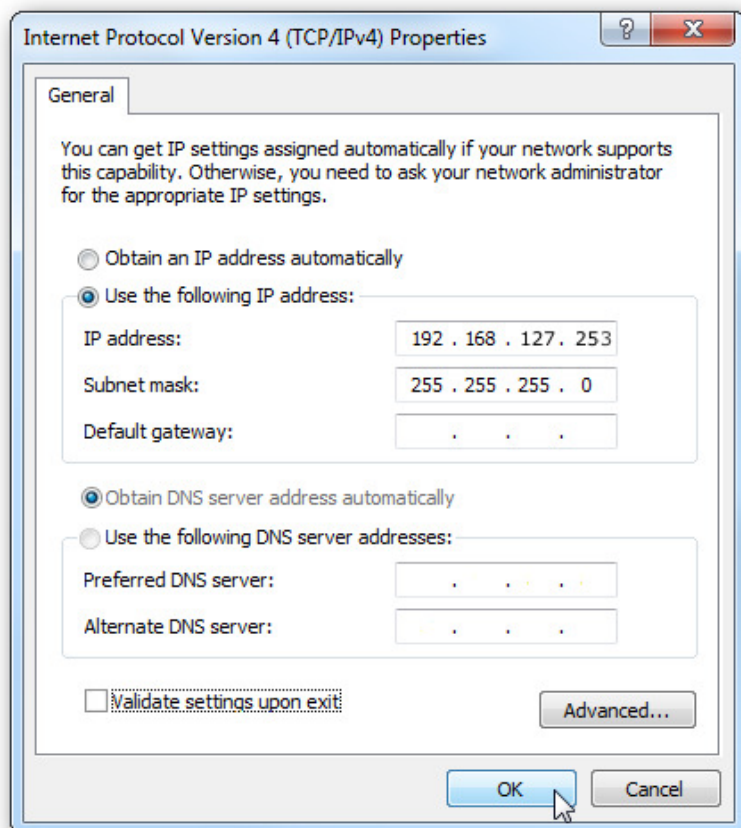 Internet Protocol Version 4 (TCP/IPv4) Properties
General
You can get IP settings assigned automatically if your network supports
this capability. Otherwise, you need to ask your network administrator
for the appropriate IP settings.
Obtain an IP address automatically
Use the following IP address:
IP address: 192 . 168 . 127 . 253
Subnet mask: 255 . 255 . 255 . 0
Default gateway: . . .
Obtain DNS server address automatically
Use the following DNS server addresses:
Preferred DNS server: . . .
Alternate DNS server: . . .
Validate settings upon exit
Advanced...
OK Cancel